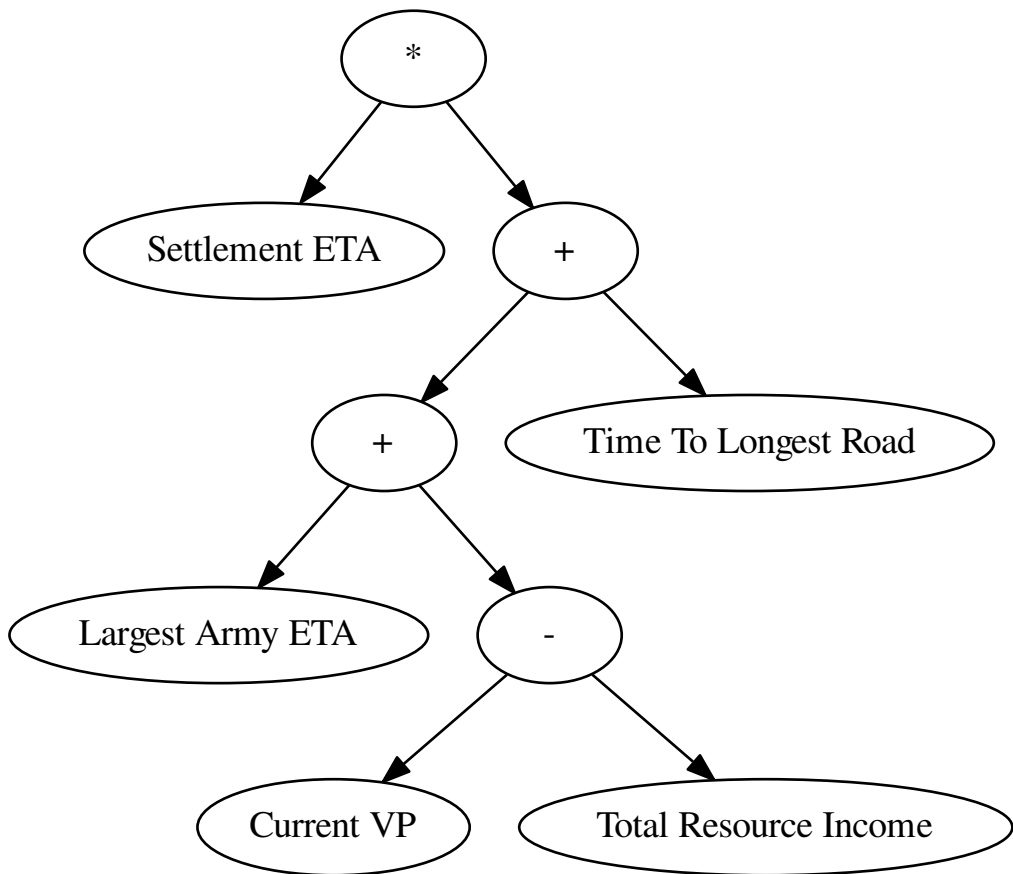 *
Settlement ETA
+
+
Time To Longest Road
Largest Army ETA
-
Current VP
Total Resource Income